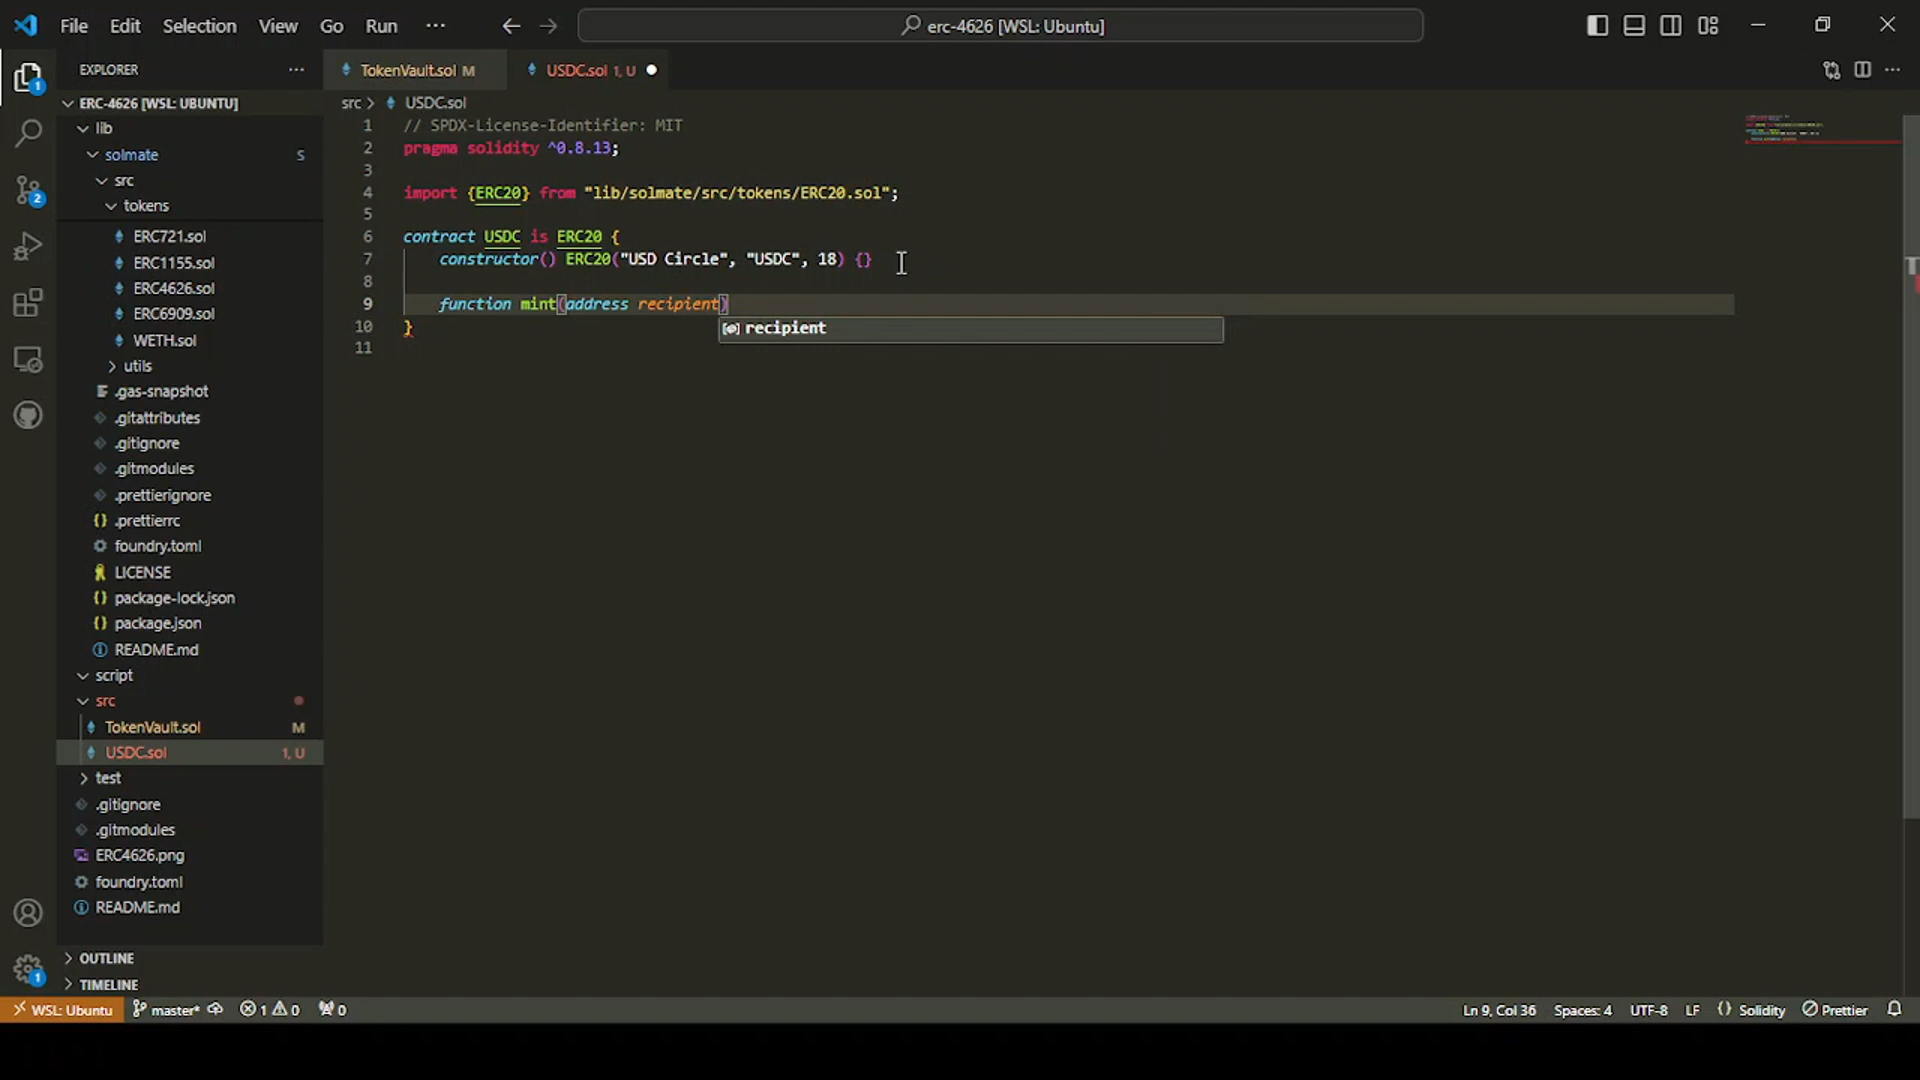 File Edit Selection View Go Run ··· erc-4626 [WSL: Ubuntu]
EXPLORER ···
TokenVault.sol M
USDC.sol 1, U
ERC-4626 [WSL: UBUNTU]
lib
solmate S
src
tokens
ERC721.sol
ERC1155.sol
ERC4626.sol
ERC6909.sol
WETH.sol
utils
.gas-snapshot
.gitattributes
.gitignore
.gitmodules
.prettierignore
.prettierrc
foundry.toml
LICENSE
package-lock.json
package.json
README.md
script
src
TokenVault.sol M
USDC.sol 1, U
test
.gitignore
.gitmodules
ERC4626.png
foundry.toml
README.md
OUTLINE
TIMELINE
1
2
1
src > USDC.sol
1 // SPDX-License-Identifier: MIT
2 pragma solidity ^0.8.13;
3
4 import {ERC20} from "lib/solmate/src/tokens/ERC20.sol";
5
6 contract USDC is ERC20 {
7 constructor() ERC20("USD Circle", "USDC", 18) {}
8
9 function mint(address recipient)
10 }
11
recipient
WSL: Ubuntu master* 1 0 0 Ln 9, Col 36 Spaces: 4 UTF-8 LF {} Solidity Prettier